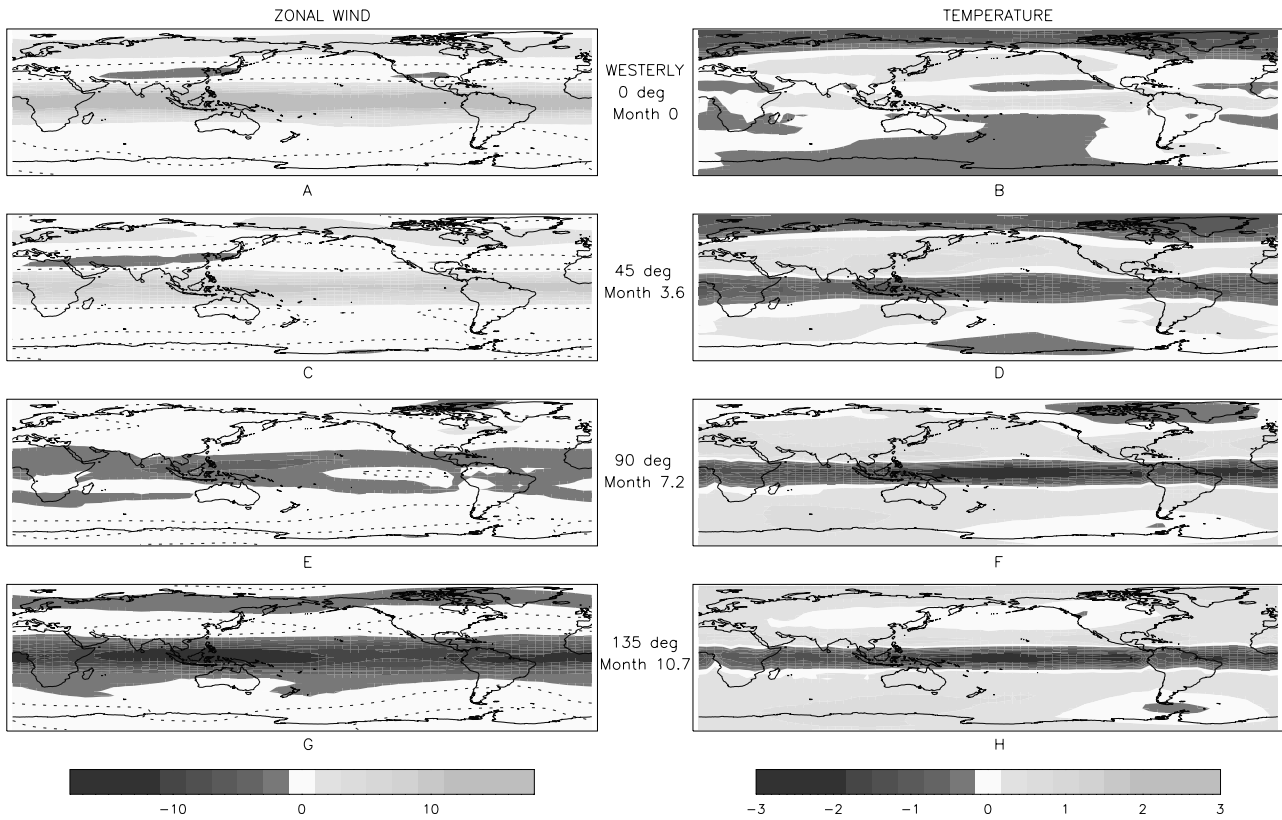 ZONAL WIND
TEMPERATURE
WESTERLY
0 deg
Month 0
A
B
45 deg
Month 3.6
C
D
90 deg
Month 7.2
E
F
135 deg
Month 10.7
G
H
-10 0 10
-3 -2 -1 0 1 2 3